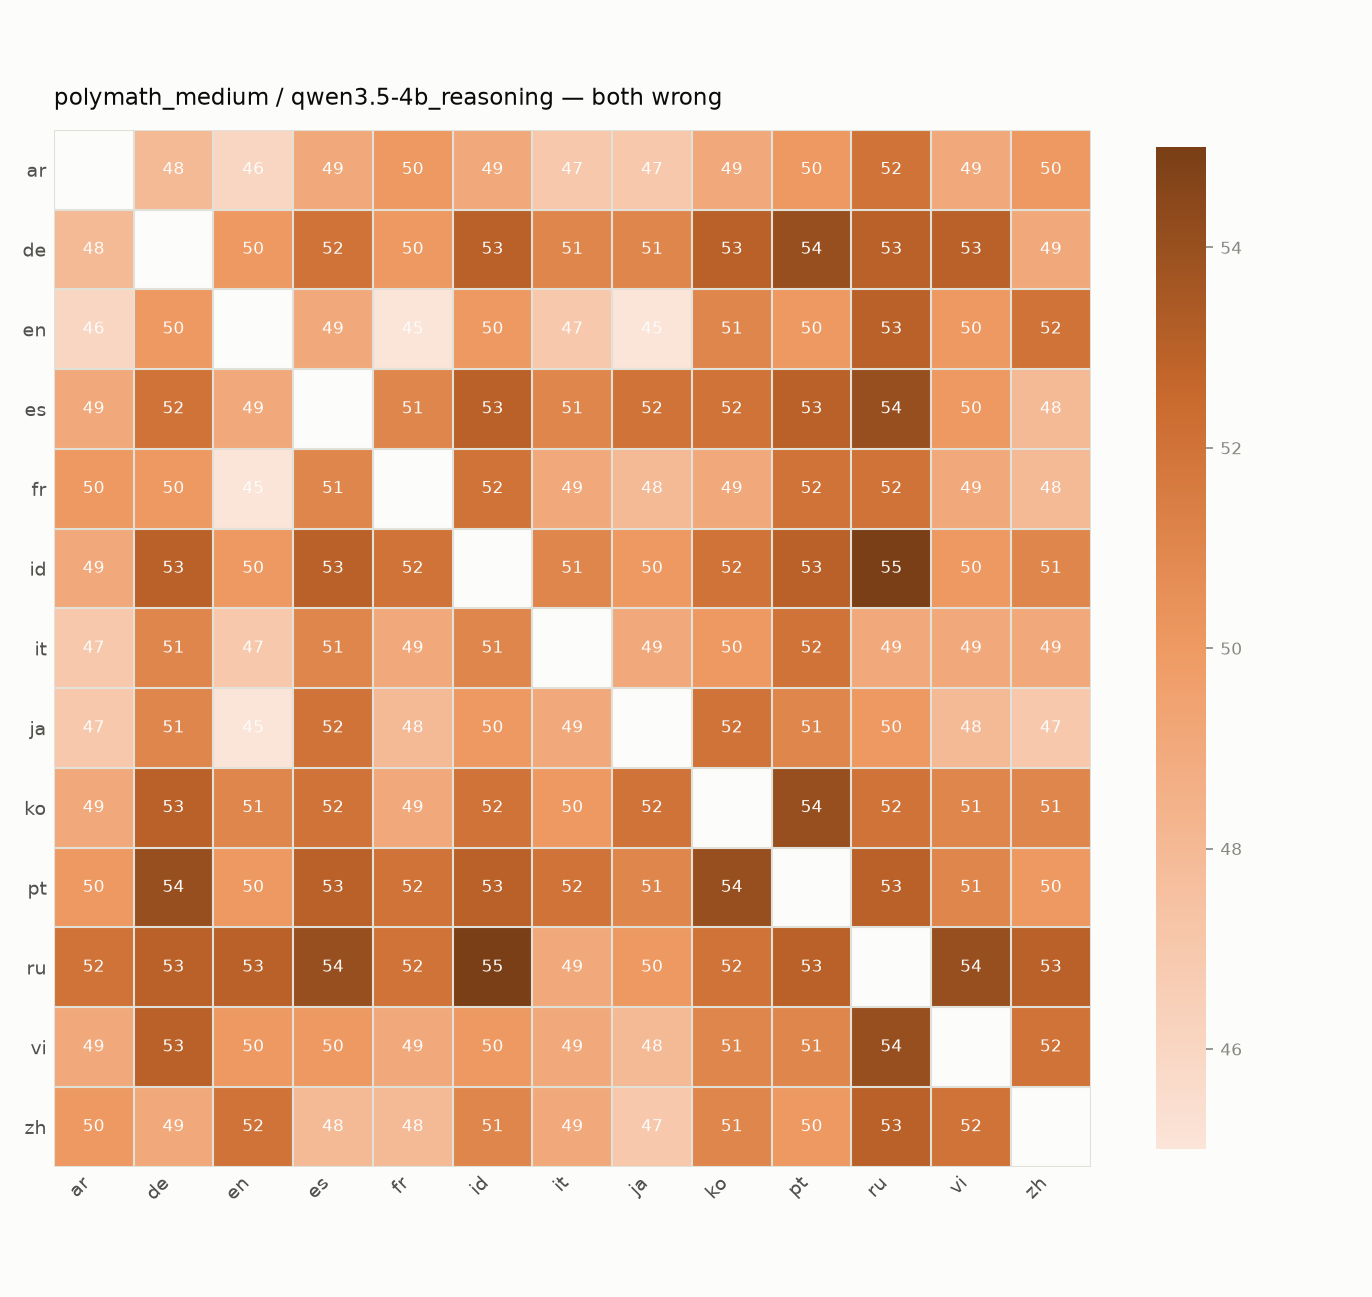 polymath_medium / qwen3.5-4b_reasoning — both wrong
ar 48 46 49 50 49 47 47 49 50 52 49 50
de 48 50 52 50 53 51 51 53 54 53 53 49
en 46 50 49 45 50 47 45 51 50 53 50 52
es 49 52 49 51 53 51 52 52 53 54 50 48
fr 50 50 45 51 52 49 48 49 52 52 49 48
id 49 53 50 53 52 51 50 52 53 55 50 51
it 47 51 47 51 49 51 49 50 52 49 49 49
ja 47 51 45 52 48 50 49 52 51 50 48 47
ko 49 53 51 52 49 52 50 52 54 52 51 51
pt 50 54 50 53 52 53 52 51 54 53 51 50
ru 52 53 53 54 52 55 49 50 52 53 54 53
vi 49 53 50 50 49 50 49 48 51 51 54 52
zh 50 49 52 48 48 51 49 47 51 50 53 52
ar de en es fr id it ja ko pt ru vi zh
54
52
50
48
46